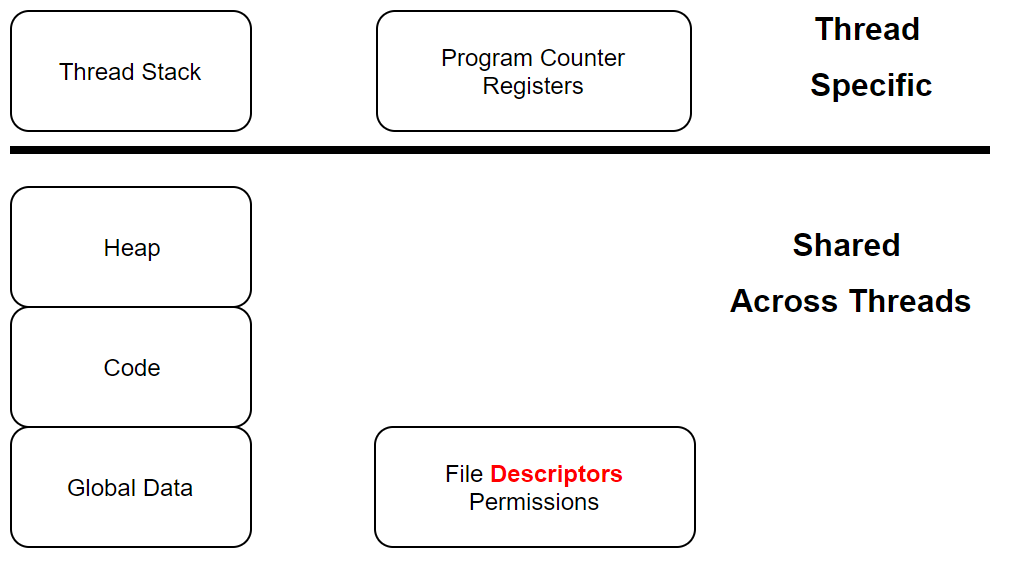 Thread Stack
Program Counter
Registers
Thread
Specific
Heap
Shared
Across Threads
Code
Global Data
File Descriptors
Permissions